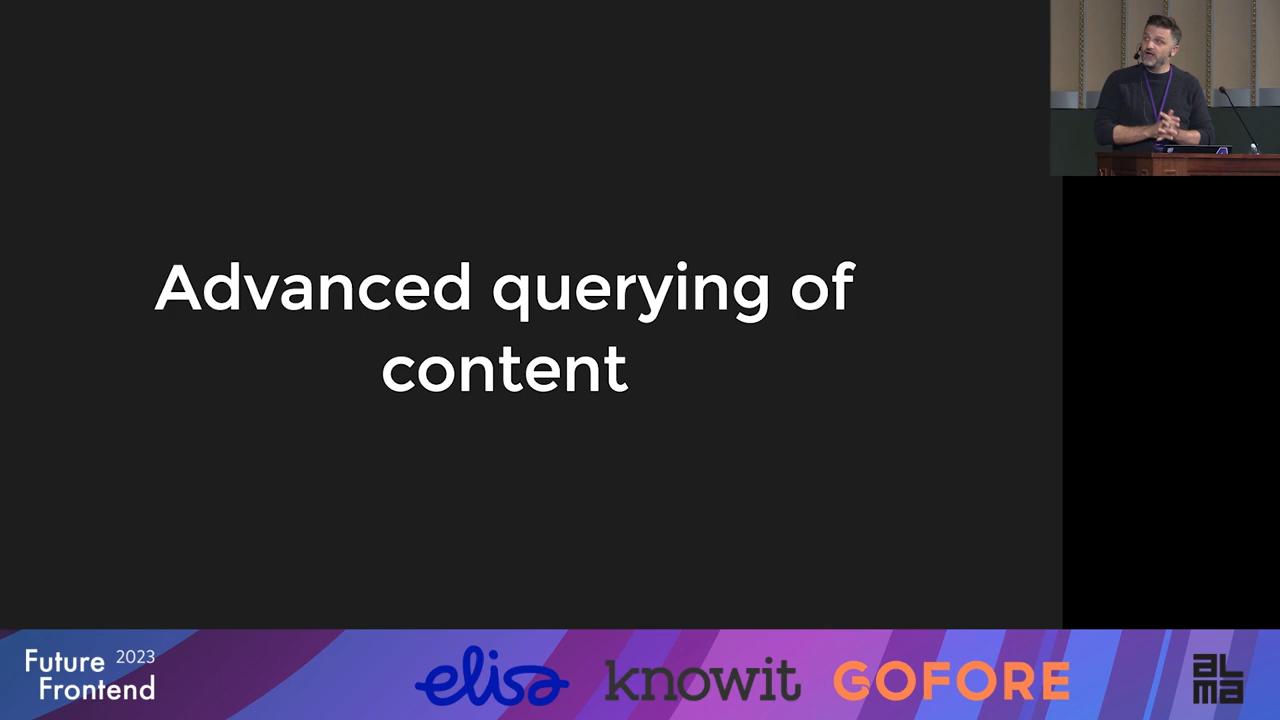 Advanced querying of
content
Future 2023
Frontend
elisa
knowit
GOFORE
ALMA